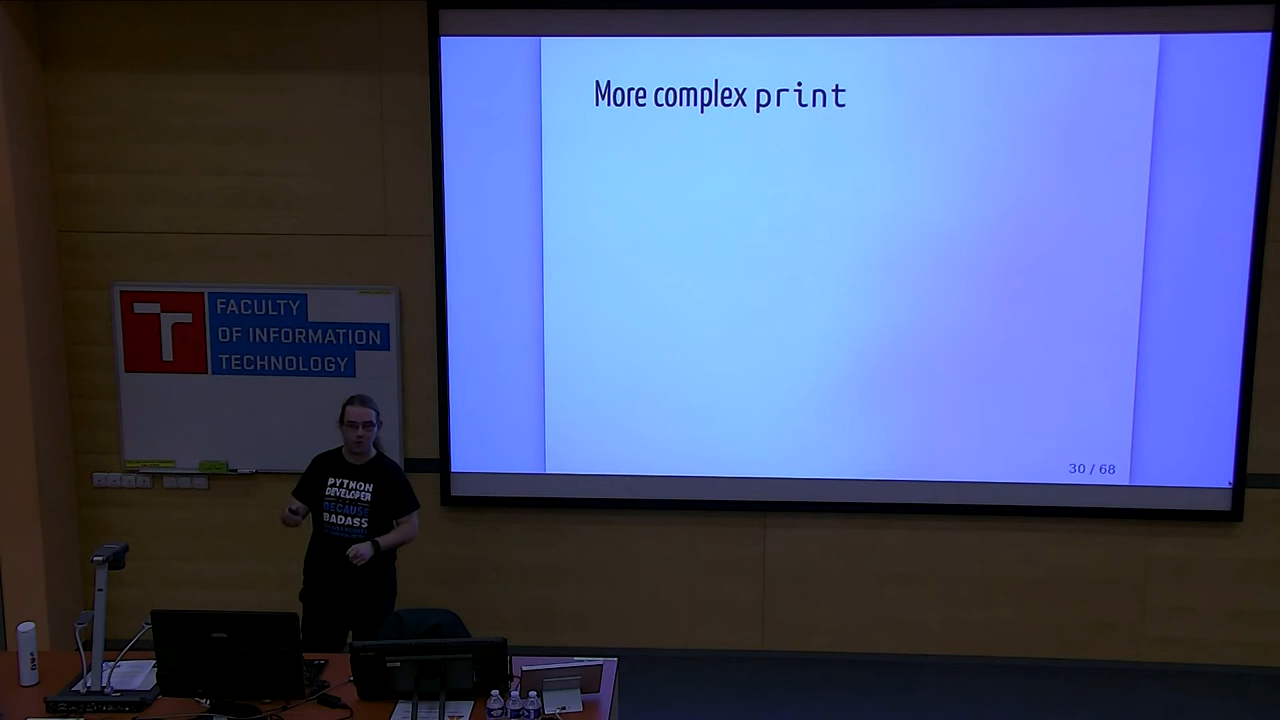 More complex print
30 / 68
FACULTY
OF INFORMATION
TECHNOLOGY
PYTHON
DEVELOPER
BECAUSE
BADASS